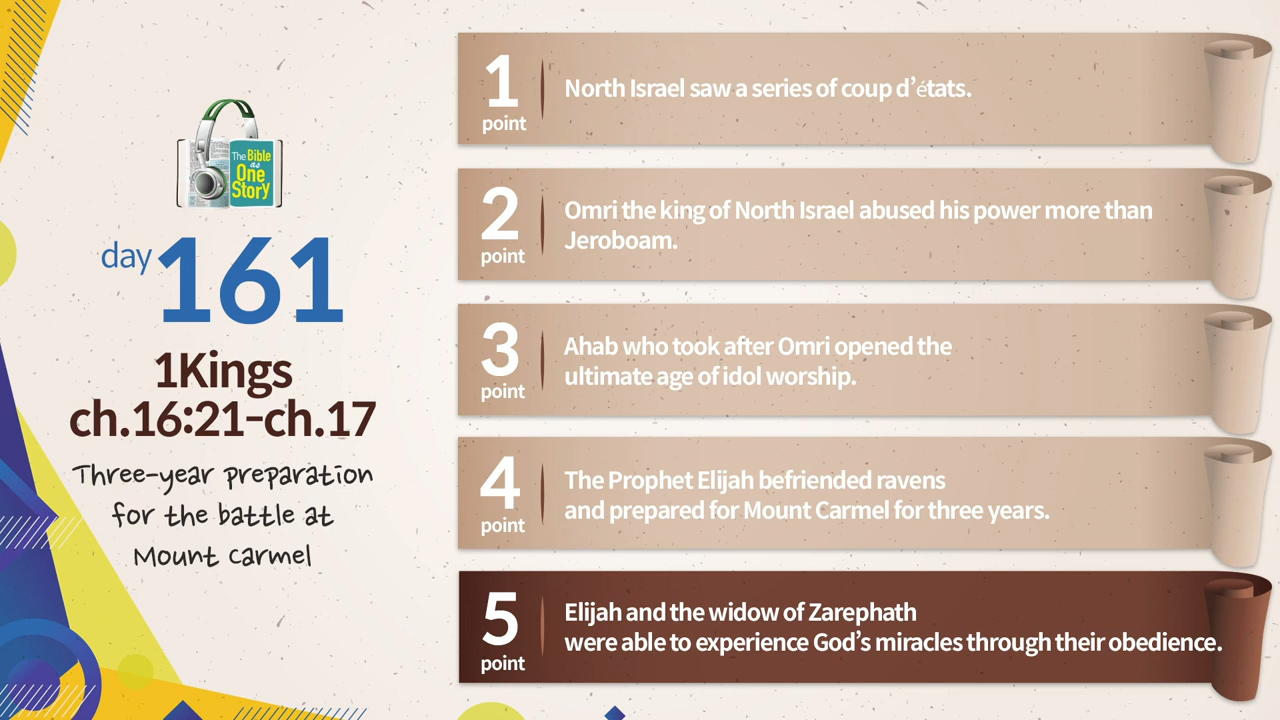 The Bible
as
One
Story
day 161
1Kings
ch.16:21-ch.17
Three-year preparation
for the battle at
Mount Carmel
1
point
North Israel saw a series of coup d’états.
2
point
Omri the king of North Israel abused his power more than
Jeroboam.
3
point
Ahab who took after Omri opened the
ultimate age of idol worship.
4
point
The Prophet Elijah befriended ravens
and prepared for Mount Carmel for three years.
5
point
Elijah and the widow of Zarephath
were able to experience God’s miracles through their obedience.